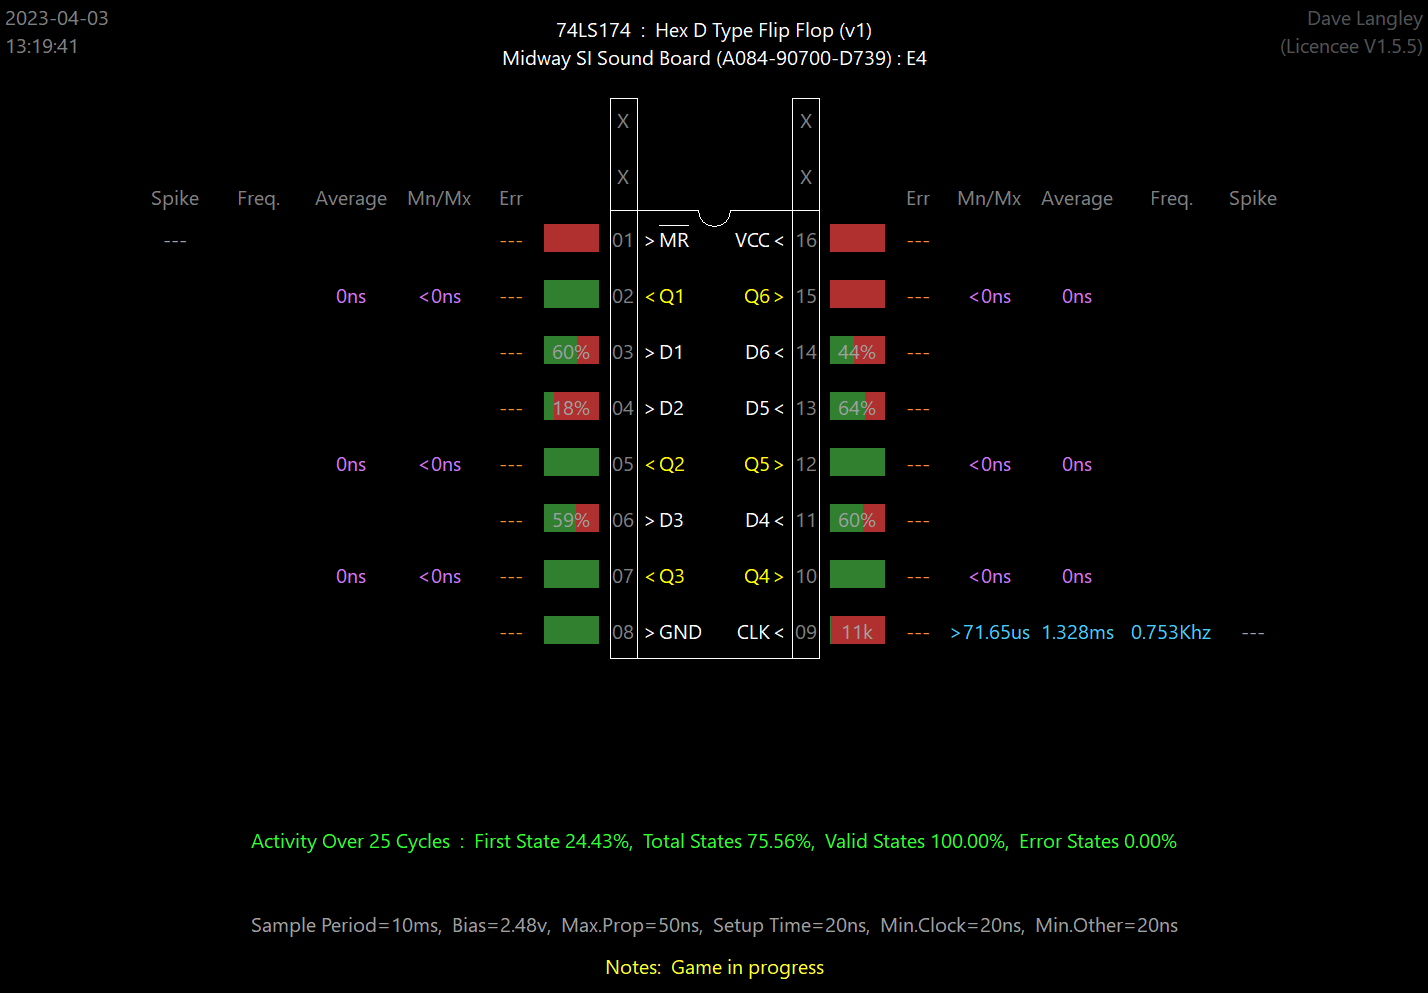 2023-04-03
13:19:41
74LS174 : Hex D Type Flip Flop (v1)
Midway SI Sound Board (A084-90700-D739) : E4
Dave Langley
(Licencee V1.5.5)
X X
X X
Spike Freq. Average Mn/Mx Err Err Mn/Mx Average Freq. Spike
--- --- 01 >MR VCC< 16 ---
0ns <0ns --- 02 <Q1 Q6> 15 --- <0ns 0ns
--- 60% 03 >D1 D6< 14 44% ---
--- 18% 04 >D2 D5< 13 64% ---
0ns <0ns --- 05 <Q2 Q5> 12 --- <0ns 0ns
--- 59% 06 >D3 D4< 11 60% ---
0ns <0ns --- 07 <Q3 Q4> 10 --- <0ns 0ns
--- 08 >GND CLK< 09 11k --- >71.65us 1.328ms 0.753Khz ---
Activity Over 25 Cycles : First State 24.43%, Total States 75.56%, Valid States 100.00%, Error States 0.00%
Sample Period=10ms, Bias=2.48v, Max.Prop=50ns, Setup Time=20ns, Min.Clock=20ns, Min.Other=20ns
Notes: Game in progress